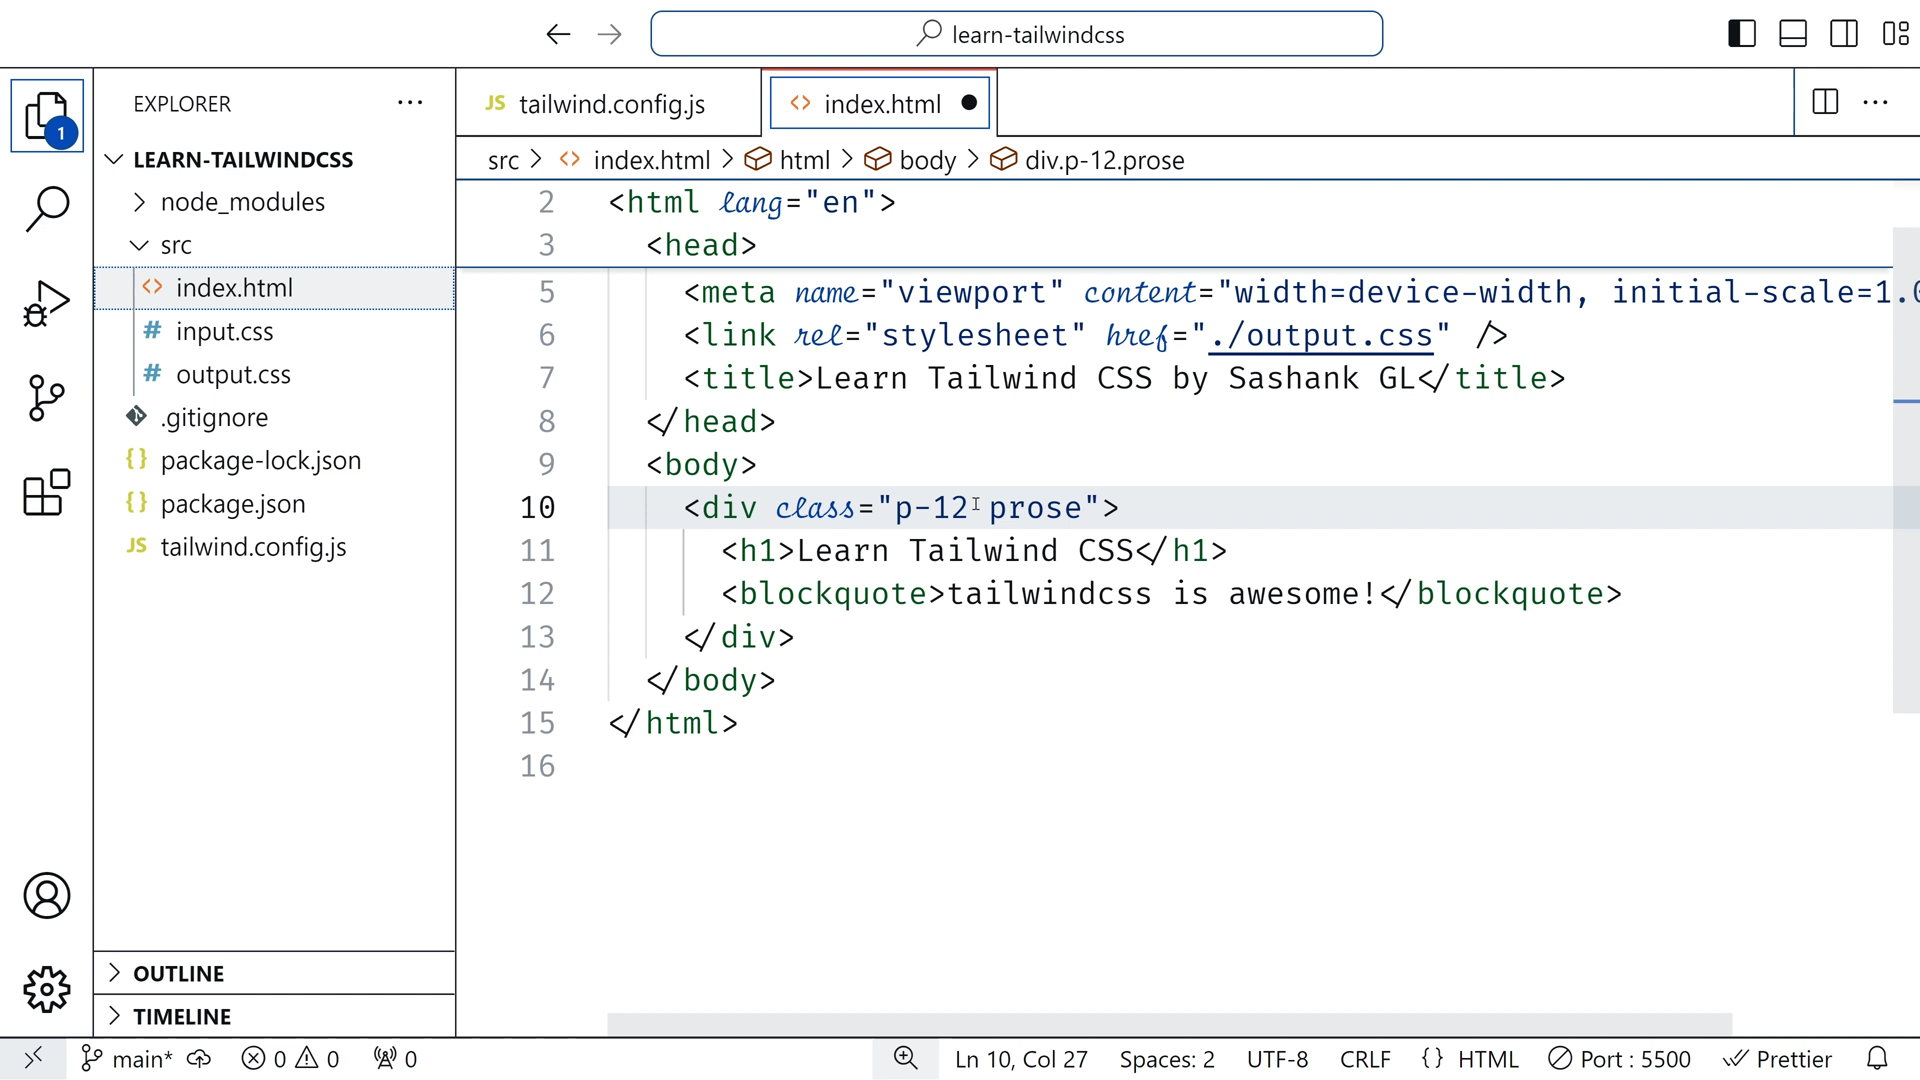 learn-tailwindcss
1
EXPLORER
LEARN-TAILWINDCSS
node_modules
src
index.html
input.css
output.css
.gitignore
package-lock.json
package.json
JS tailwind.config.js
OUTLINE
TIMELINE
JS tailwind.config.js
index.html
src > index.html > html > body > div.p-12.prose
2 <html lang="en">
3 <head>
5 <meta name="viewport" content="width=device-width, initial-scale=1.0
6 <link rel="stylesheet" href="./output.css" />
7 <title>Learn Tailwind CSS by Sashank GL</title>
8 </head>
9 <body>
10 <div class="p-12 prose">
11 <h1>Learn Tailwind CSS</h1>
12 <blockquote>tailwindcss is awesome!</blockquote>
13 </div>
14 </body>
15 </html>
16
main* 0 0 0 Ln 10, Col 27 Spaces: 2 UTF-8 CRLF {} HTML Port : 5500 Prettier